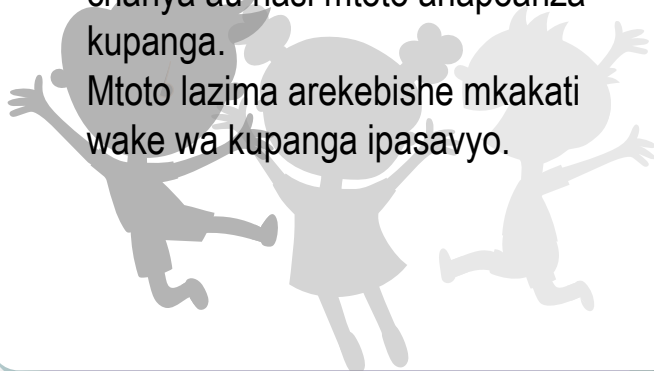 chanya au hasi mtoto anapoanza
kupanga.
Mtoto lazima arekebishe mkakati
wake wa kupanga ipasavyo.